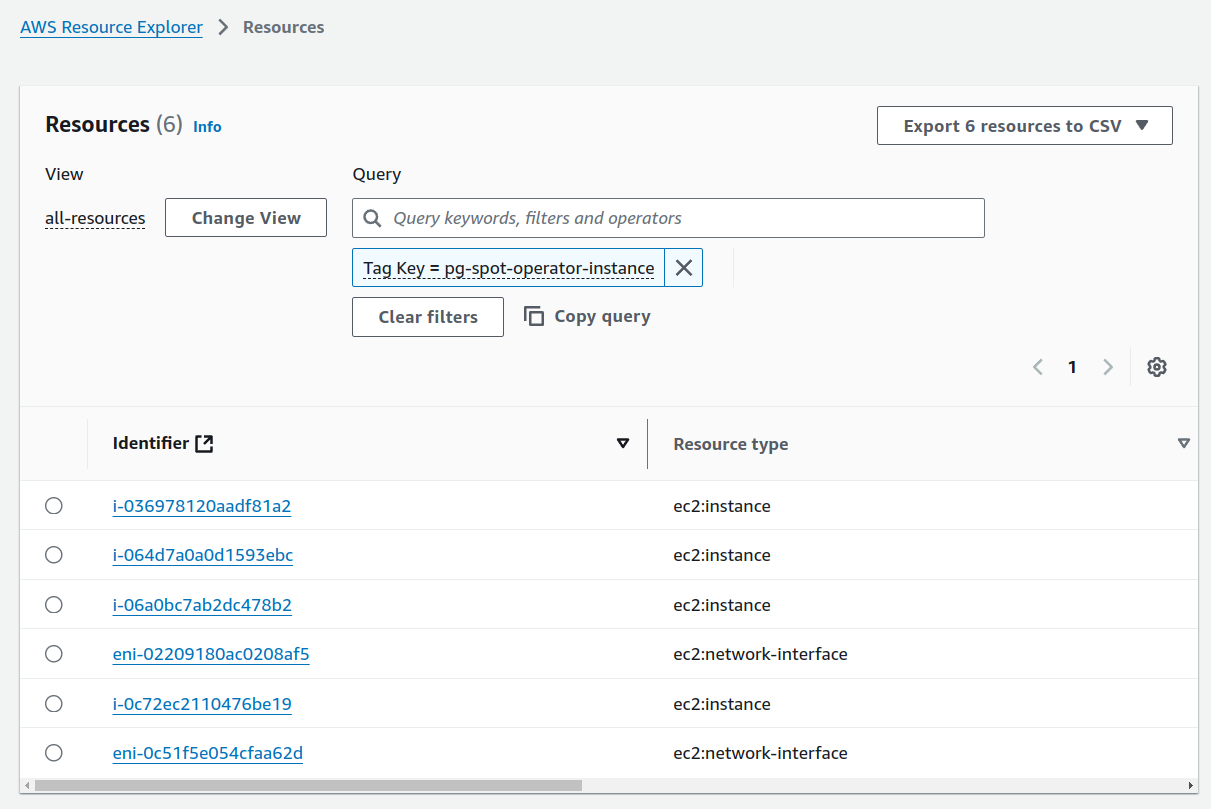 AWS Resource Explorer > Resources
Resources (6) Info
Export 6 resources to CSV
View
Query
all-resources
Change View
Query keywords, filters and operators
Tag Key = pg-spot-operator-instance
Clear filters
Copy query
1
Identifier
Resource type
i-036978120aadf81a2 ec2:instance
i-064d7a0a0d1593ebc ec2:instance
i-06a0bc7ab2dc478b2 ec2:instance
eni-02209180ac0208af5 ec2:network-interface
i-0c72ec2110476be19 ec2:instance
eni-0c51f5e054cfaa62d ec2:network-interface